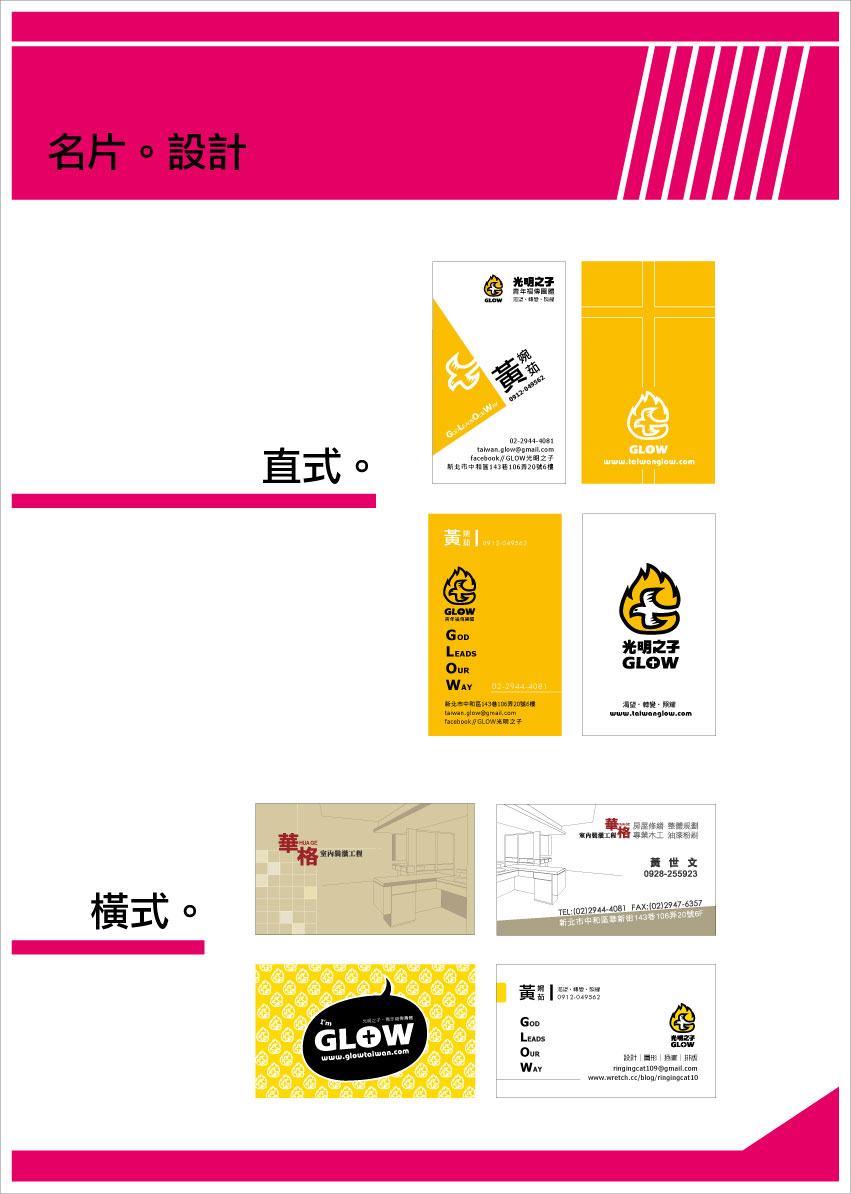 名片。設計
光明之子
青年福傳團體
渴望・轉變・照耀
GLOW
黃婉茹
0912-049562
GOD LEADS OUR WAY
02-2944-4081
taiwan.glow@gmail.com
facebook//GLOW光明之子
新北市中和區143巷106弄20號6樓
GLOW
www.taiwanglow.com
直式。
黃婉茹
0912-049562
GLOW
青年福傳團體
GOD
LEADS
OUR
WAY
02-2944-4081
新北市中和區143巷106弄20號6樓
taiwan.glow@gmail.com
facebook//GLOW光明之子
光明之子
GLOW
渴望・轉變・照耀
www.taiwanglow.com
橫式。
華格
HUA GE
室內裝潢工程
華格
室內裝潢工程
房屋修繕 整體規劃
專業木工 油漆粉刷
黃世文
0928-255923
TEL:(02)2944-4081 FAX:(02)2947-6357
新北市中和區華新街143巷106弄20號6F
I'm
光明之子・青年福傳團體
GLOW
www.glowtaiwan.com
黃婉茹
渴望・轉變・照耀
0912-049562
GOD
LEADS
OUR
WAY
光明之子
GLOW
設計｜圖形｜插畫｜排版
ringingcat109@gmail.com
www.wretch.cc/blog/ringingcat10